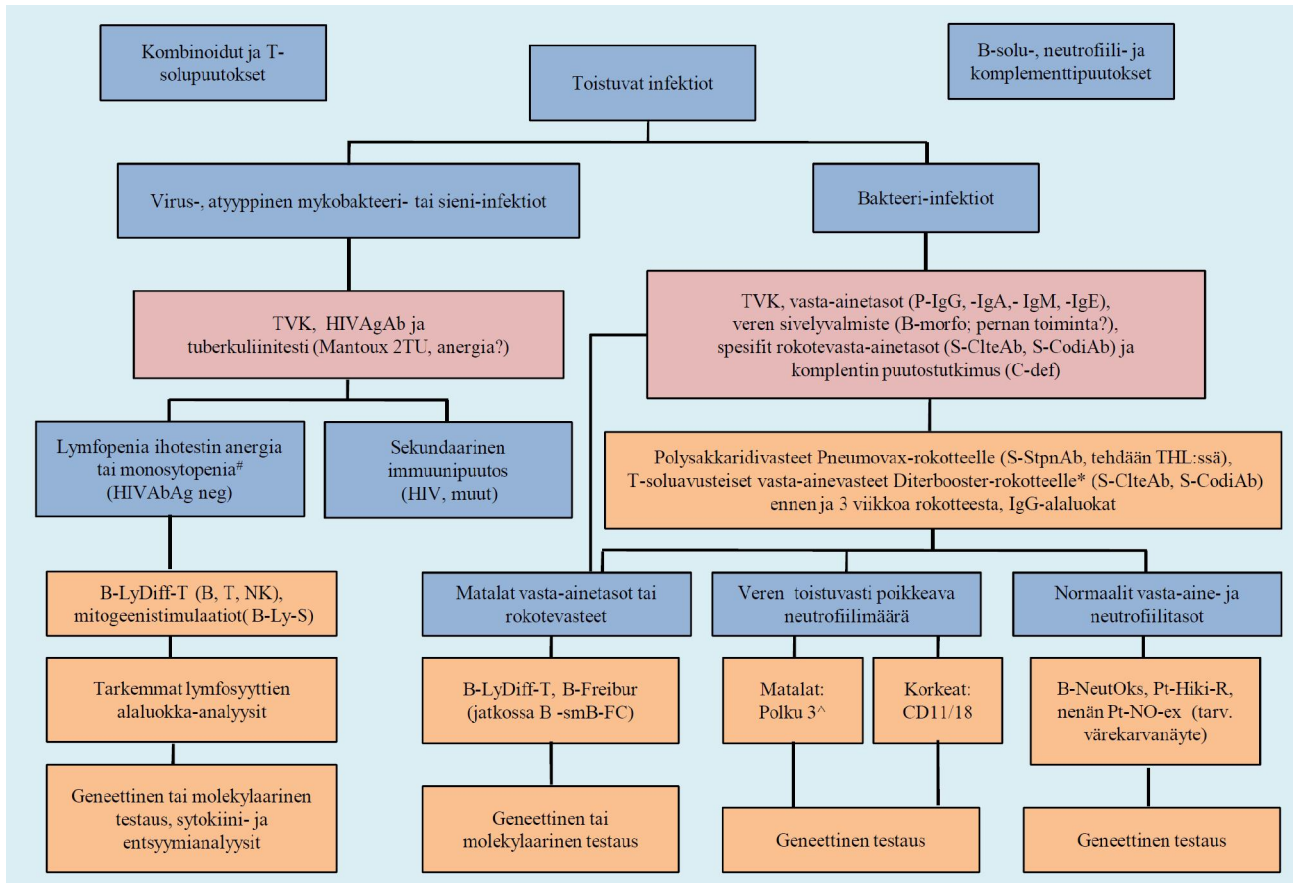 Kombinoidut ja T-
solupuutokset
Toistuvat infektiot
B-solu-, neutrofiili- ja
komplementtipuutokset
Virus-, atyyppinen mykobakteeri- tai sieni-infektiot
Bakteeri-infektiot
TVK, HIVAgAb ja
tuberkuliinitesti (Mantoux 2TU, anergia?)
TVK, vasta-ainetasot (P-IgG, -IgA,- IgM, -IgE),
veren sivelyvalmiste (B-morfo; pernan toiminta?),
spesifit rokotevasta-ainetasot (S-ClteAb, S-CodiAb) ja
komplentin puutostutkimus (C-def)
Lymfopenia ihotestin anergia
tai monosytopenia#
(HIVAbAg neg)
Sekundaarinen
immuunipuutos
(HIV, muut)
Polysakkaridivasteet Pneumovax-rokotteelle (S-StpnAb, tehdään THL:ssä),
T-soluavusteiset vasta-ainevasteet Diterbooster-rokotteelle* (S-ClteAb, S-CodiAb)
ennen ja 3 viikkoa rokotteesta, IgG-alaluokat
B-LyDiff-T (B, T, NK),
mitogeenistimulaatiot( B-Ly-S)
Matalat vasta-ainetasot tai
rokotevasteet
Veren toistuvasti poikkeava
neutrofiilimäärä
Normaalit vasta-aine- ja
neutrofiilitasot
Tarkemmat lymfosyyttien
alaluokka-analyysit
B-LyDiff-T, B-Freibur
(jatkossa B -smB-FC)
Matalat:
Polku 3^
Korkeat:
CD11/18
B-NeutOks, Pt-Hiki-R,
nenän Pt-NO-ex (tarv.
värekarvanäyte)
Geneettinen tai molekylaarinen
testaus, sytokiini- ja
entsyymianalyysit
Geneettinen tai
molekylaarinen testaus
Geneettinen testaus
Geneettinen testaus